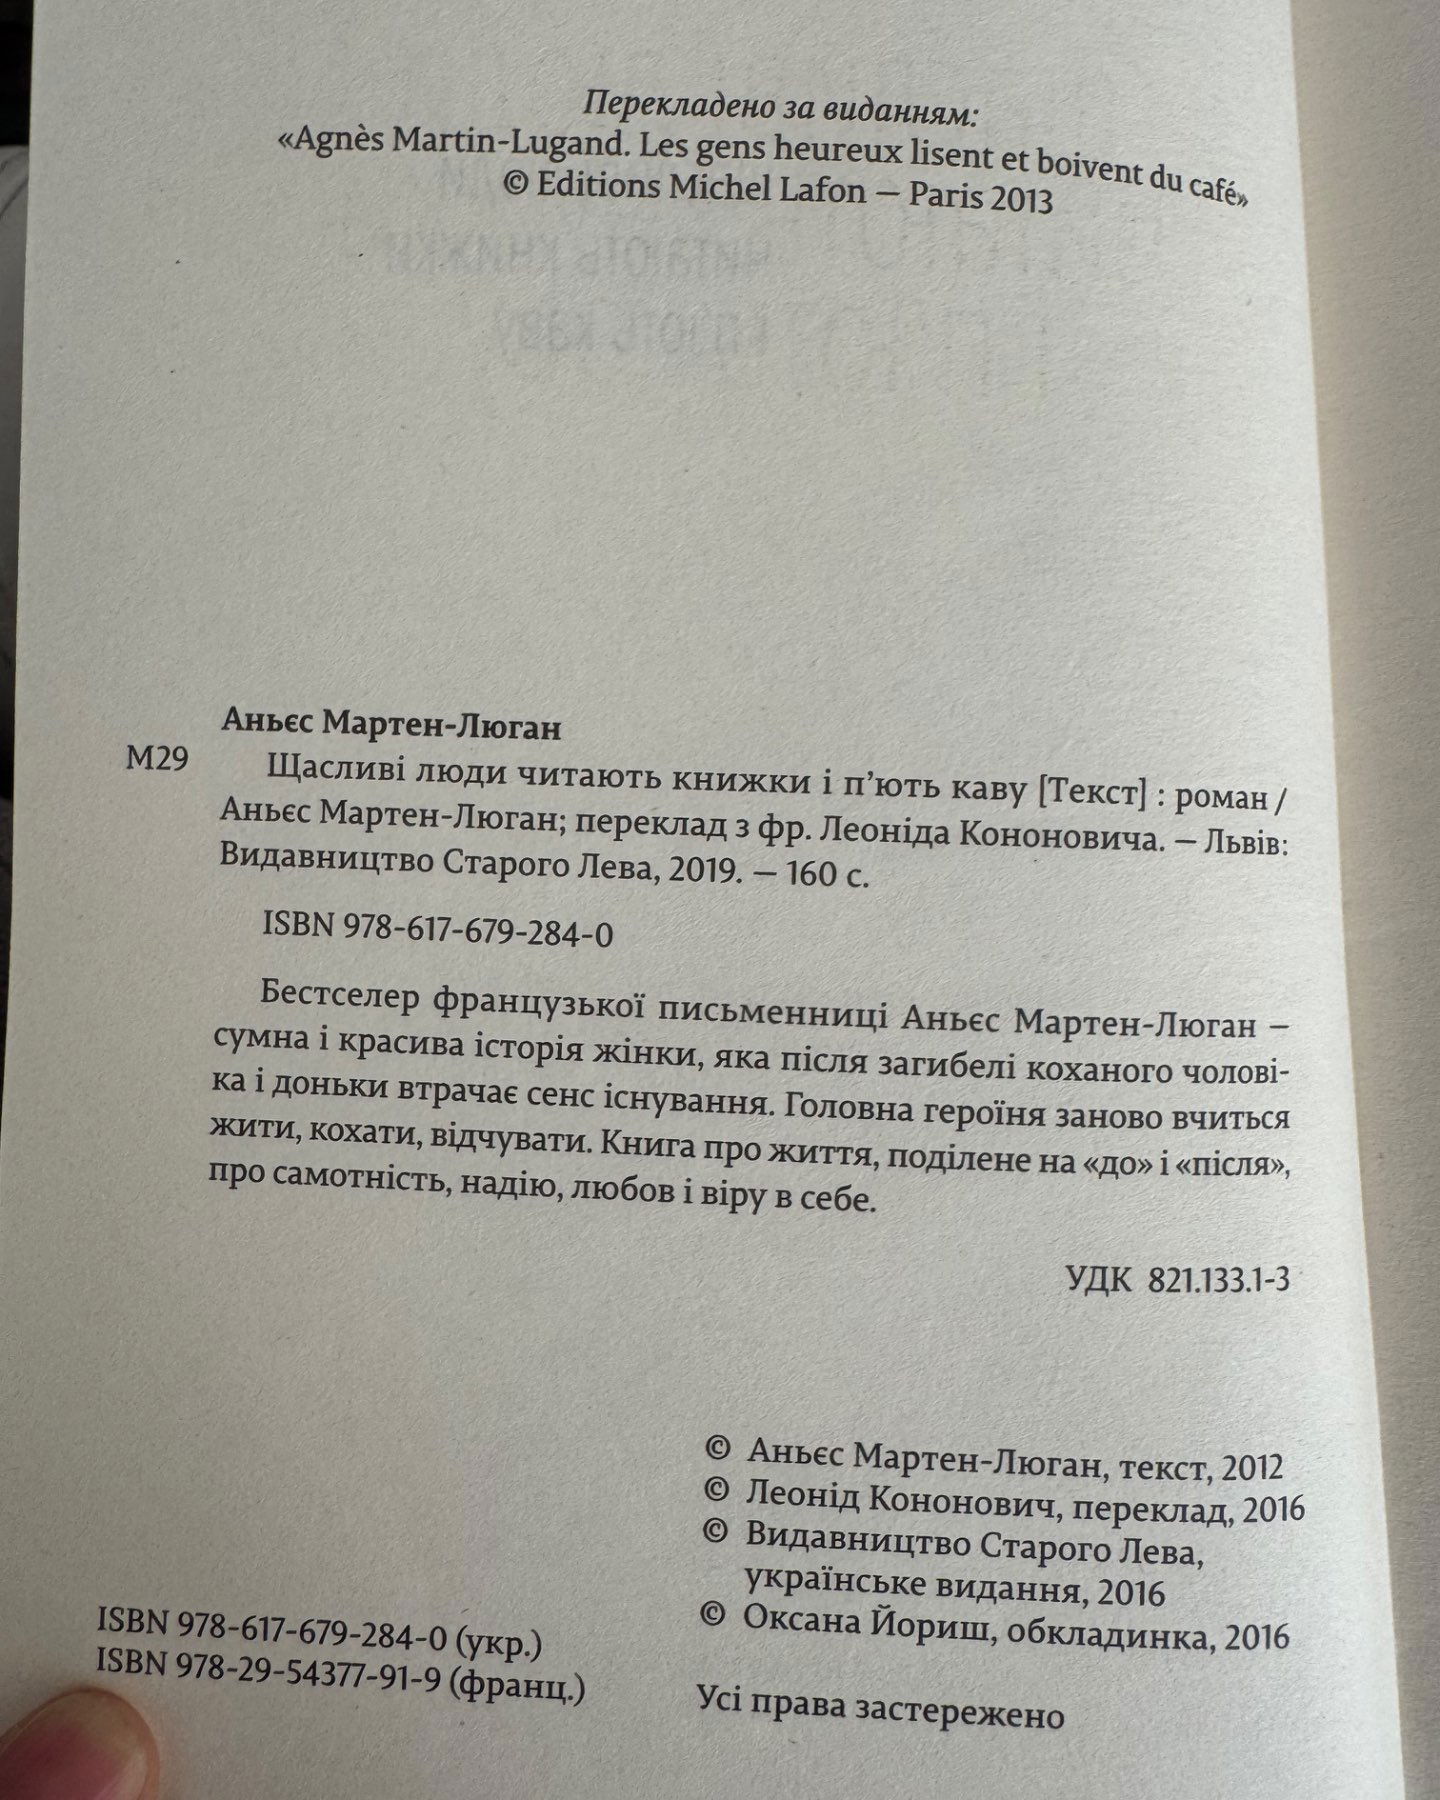 Перекладено за виданням:
«Agnès Martin-Lugand. Les gens heureux lisent et boivent du café»
© Editions Michel Lafon — Paris 2013
Аньєс Мартен-Люган
М29
Щасливі люди читають книжки і п’ють каву [Текст] : роман /
Аньєс Мартен-Люган; переклад з фр. Леоніда Кононовича. — Львів:
Видавництво Старого Лева, 2019. — 160 с.
ISBN 978-617-679-284-0
Бестселер французької письменниці Аньєс Мартен-Люган —
сумна і красива історія жінки, яка після загибелі коханого чолові-
ка і доньки втрачає сенс існування. Головна героїня заново вчиться
жити, кохати, відчувати. Книга про життя, поділене на «до» і «після»,
про самотність, надію, любов і віру в себе.
УДК 821.133.1-3
© Аньєс Мартен-Люган, текст, 2012
© Леонід Кононович, переклад, 2016
© Видавництво Старого Лева,
українське видання, 2016
© Оксана Йориш, обкладинка, 2016
ISBN 978-617-679-284-0 (укр.)
ISBN 978-29-54377-91-9 (франц.)
Усі права застережено